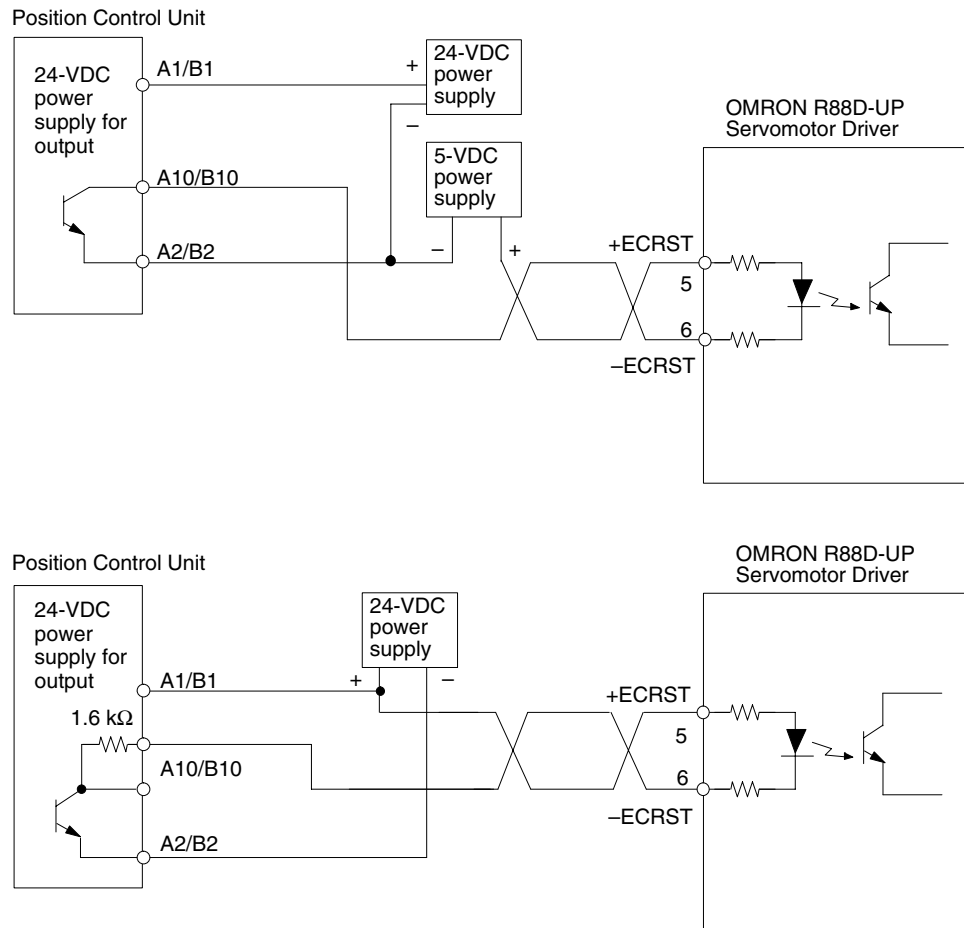 Position Control Unit
24-VDC
power
supply for
output
A1/B1
A10/B10
A2/B2
+
24-VDC
power
supply
–
5-VDC
power
supply
–
+
OMRON R88D-UP
Servomotor Driver
+ECRST
5
6
–ECRST
Position Control Unit
24-VDC
power
supply for
output
1.6 kΩ
A1/B1
A10/B10
A2/B2
24-VDC
power
supply
+
–
OMRON R88D-UP
Servomotor Driver
+ECRST
5
6
–ECRST